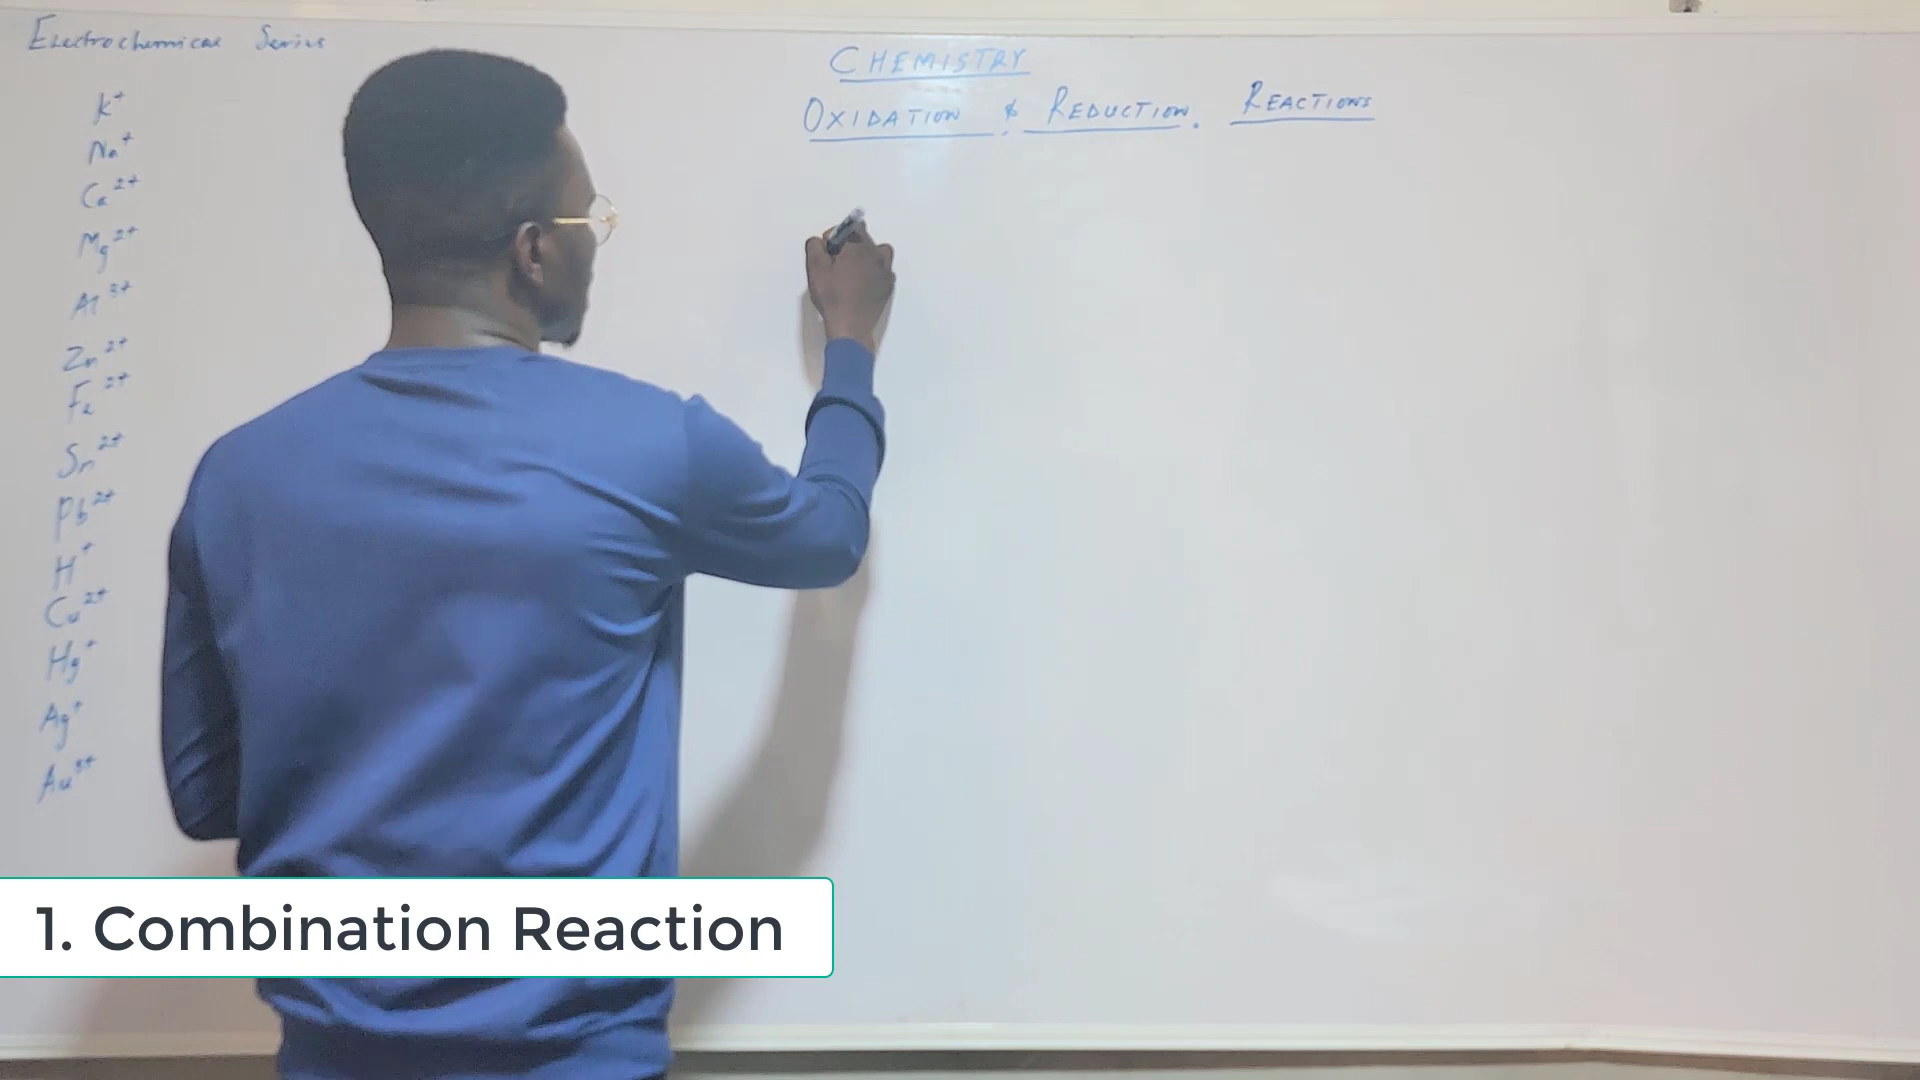 Electrochemical Series
K+
Na+
Ca2+
Mg2+
Al3+
Zn2+
Fe2+
Sn2+
Pb2+
H+
Cu2+
Hg+
Ag+
Au3+
CHEMISTRY
OXIDATION & REDUCTION. REACTIONS
1. Combination Reaction